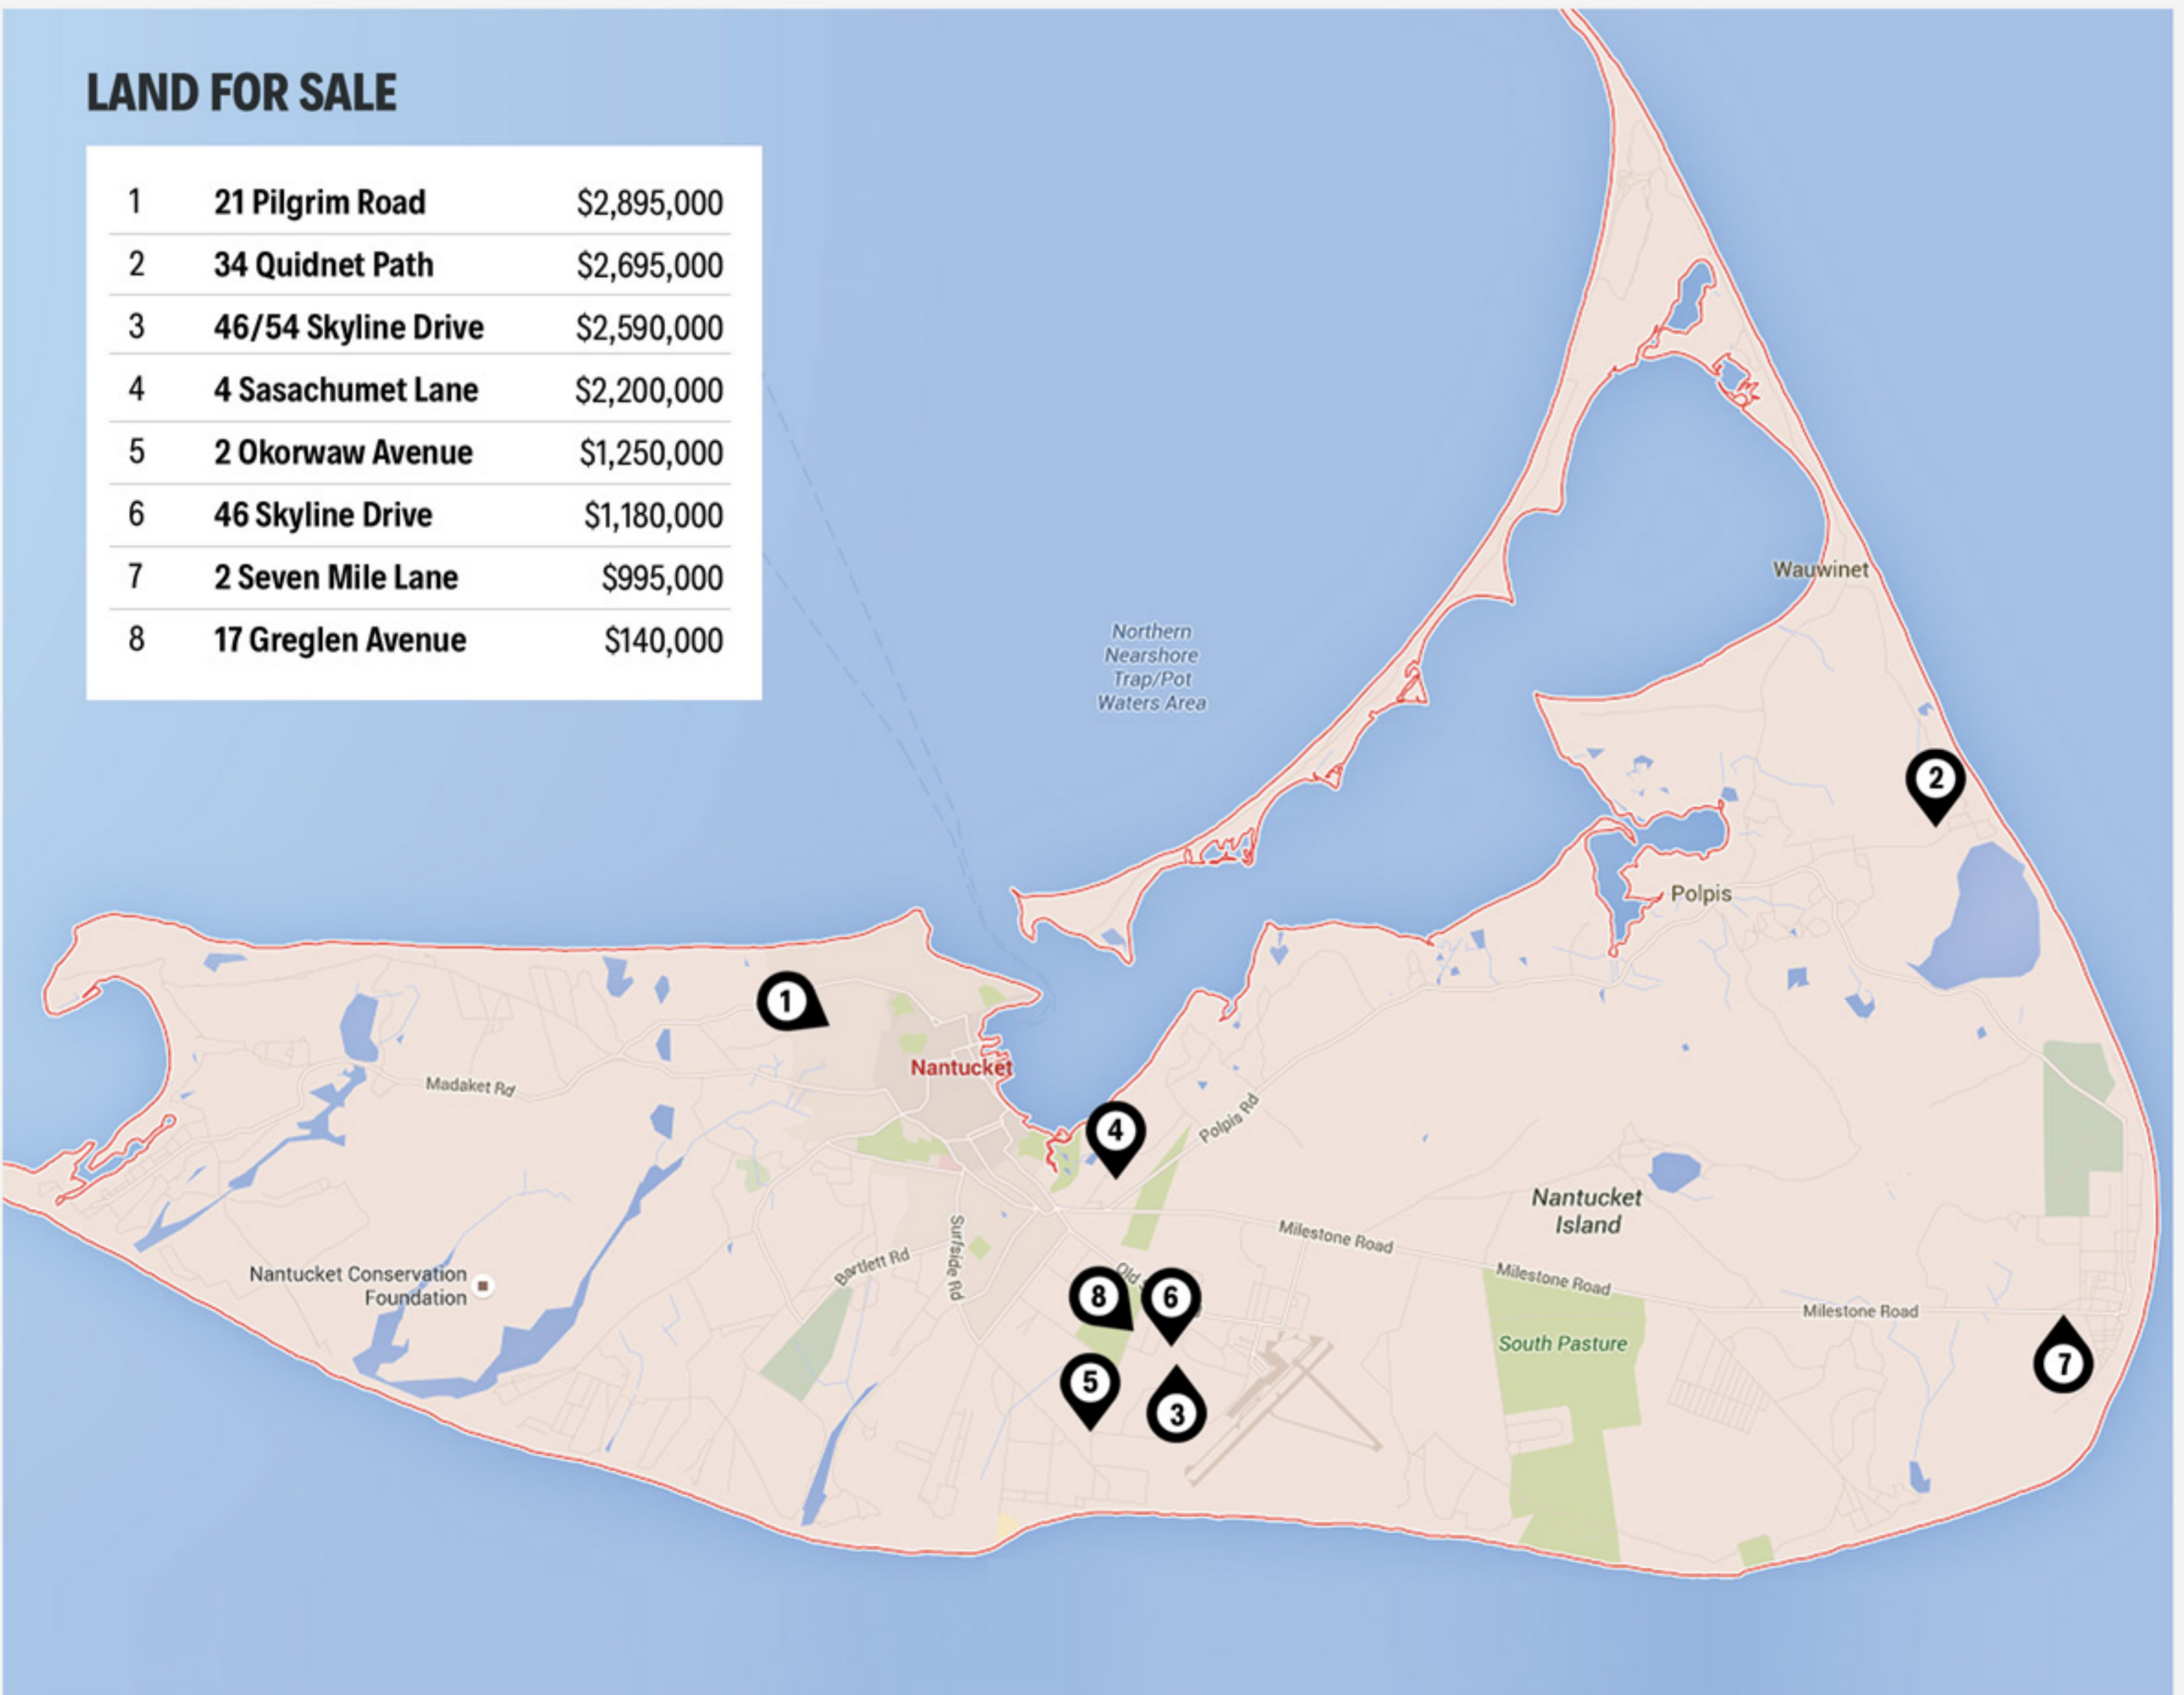 LAND FOR SALE
1 21 Pilgrim Road $2,895,000
2 34 Quidnet Path $2,695,000
3 46/54 Skyline Drive $2,590,000
4 4 Sasachumet Lane $2,200,000
5 2 Okorwaw Avenue $1,250,000
6 46 Skyline Drive $1,180,000
7 2 Seven Mile Lane $995,000
8 17 Greglen Avenue $140,000
Wauwinet
Northern
Nearshore
Trap/Pot
Waters Area
2
Polpis
1
Nantucket
Madaket Rd
4
Polpis Rd
Nantucket
Island
Milestone Road
Surfside Rd
Bartlett Rd
Nantucket Conservation
Foundation
Old
Milestone Road
8
6
Milestone Road
South Pasture
7
5
3